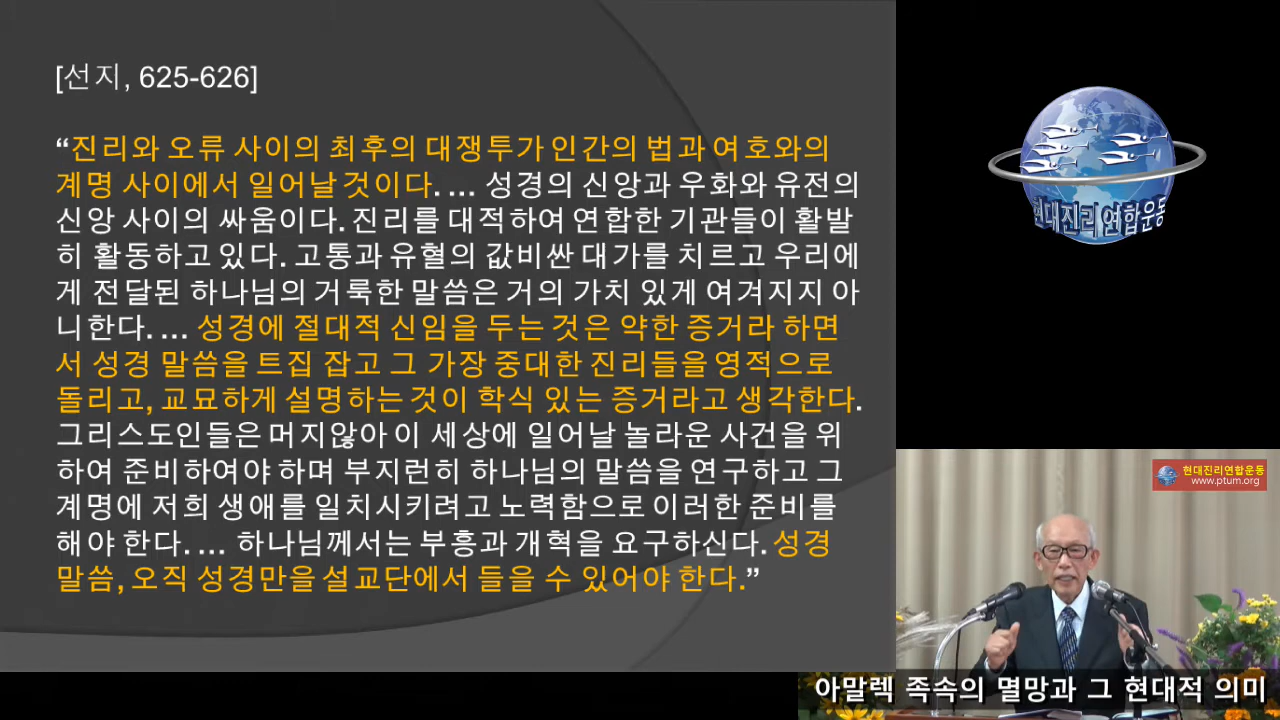 [선지, 625-626]
“진리와 오류 사이의 최후의 대쟁투가 인간의 법과 여호와의
계명 사이에서 일어날 것이다. … 성경의 신앙과 우화와 유전의
신앙 사이의 싸움이다. 진리를 대적하여 연합한 기관들이 활발
히 활동하고 있다. 고통과 유혈의 값비싼 대가를 치르고 우리에
게 전달된 하나님의 거룩한 말씀은 거의 가치 있게 여겨지지 아
니한다. … 성경에 절대적 신임을 두는 것은 약한 증거라 하면
서 성경 말씀을 트집 잡고 그 가장 중대한 진리들을 영적으로
돌리고, 교묘하게 설명하는 것이 학식 있는 증거라고 생각한다.
그리스도인들은 머지않아 이 세상에 일어날 놀라운 사건을 위
하여 준비하여야 하며 부지런히 하나님의 말씀을 연구하고 그
계명에 저희 생애를 일치시키려고 노력함으로 이러한 준비를
해야 한다. … 하나님께서는 부흥과 개혁을 요구하신다. 성경
말씀, 오직 성경만을 설교단에서 들을 수 있어야 한다.”
현대진리연합운동
현대진리연합운동
www.ptum.org
아말렉 족속의 멸망과 그 현대적 의미